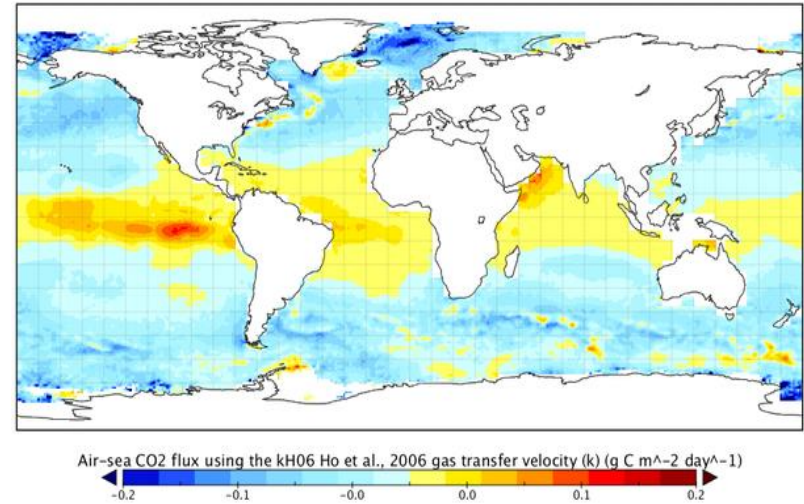 Air-sea CO2 flux using the kH06 Ho et al., 2006 gas transfer velocity (k) (g C m^-2 day^-1)
-0.2 -0.1 -0.0 0.0 0.1 0.2